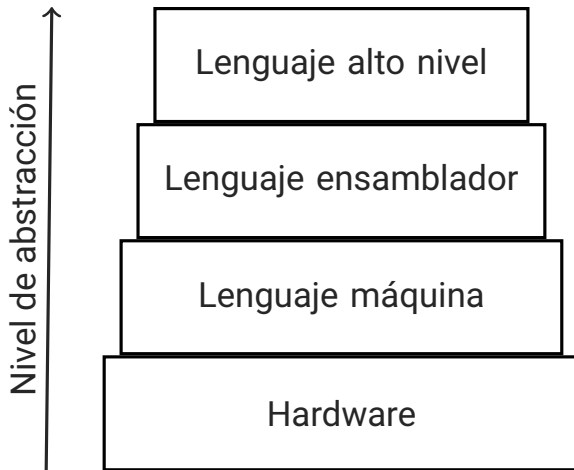 Nivel de abstracción
Lenguaje alto nivel
Lenguaje ensamblador
Lenguaje máquina
Hardware